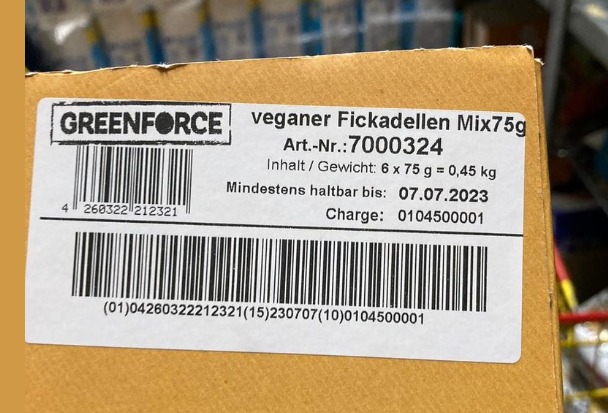 GREENFORCE
veganer Fickadellen Mix75g
Art.-Nr.:7000324
Inhalt / Gewicht: 6 x 75 g = 0,45 kg
Mindestens haltbar bis: 07.07.2023
Charge: 0104500001
4 260322 212321
(01)04260322212321(15)230707(10)0104500001